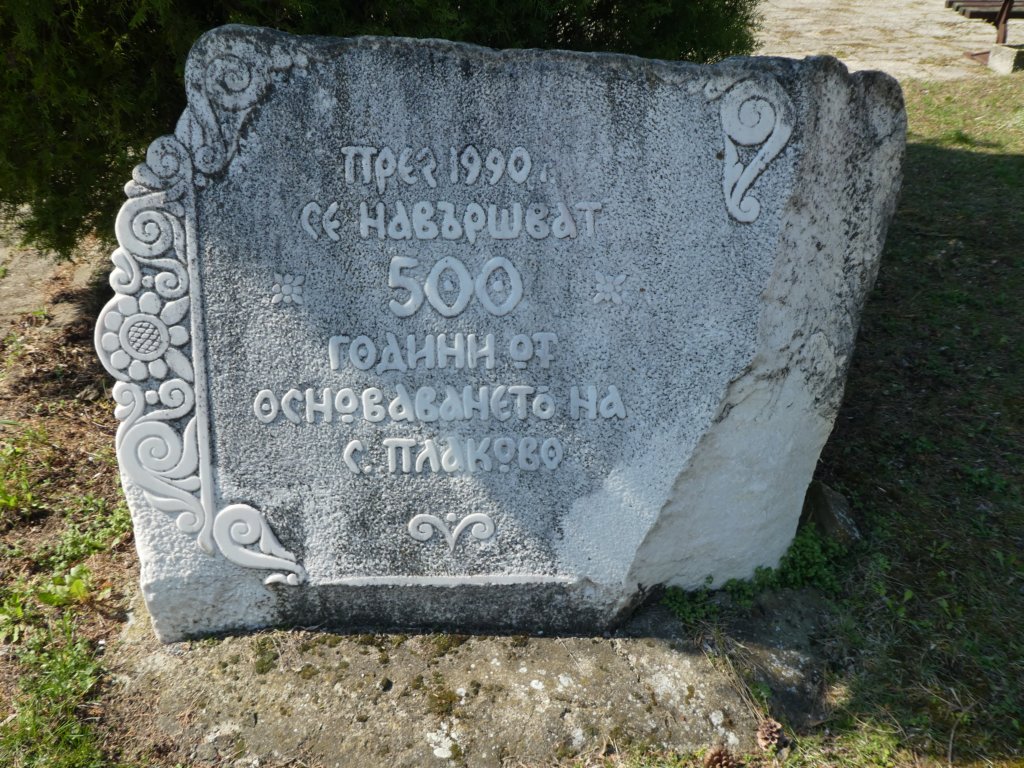 През 1990 г.
се навършват
500
години от
основаването на
с. Плаково